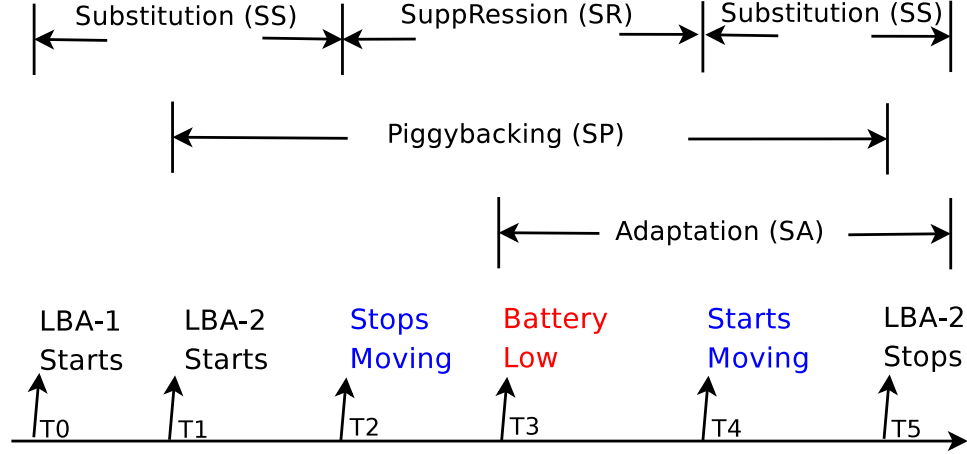 Substitution (SS) SuppRession (SR) Substitution (SS)
Piggybacking (SP)
Adaptation (SA)
LBA-1 LBA-2 Stops Battery Starts LBA-2
Starts Starts Moving Low Moving Stops
T0 T1 T2 T3 T4 T5